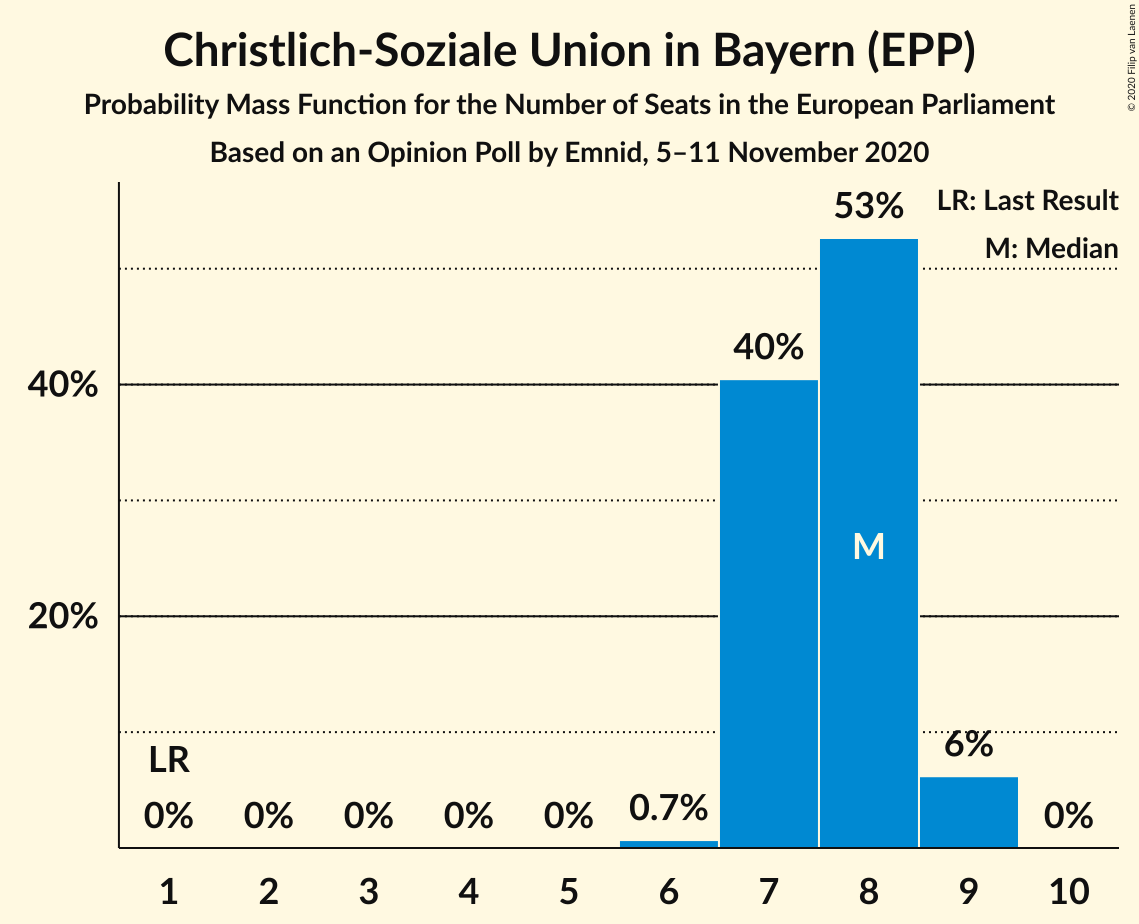 Christlich-Soziale Union in Bayern (EPP)
Probability Mass Function for the Number of Seats in the European Parliament
Based on an Opinion Poll by Emnid, 5–11 November 2020
© 2020 Filip van Laenen
LR: Last Result
M: Median
53%
40%
40%
M
20%
LR
6%
0%
0%
0%
0%
0%
0.7%
0%
1
2
3
4
5
6
7
8
9
10